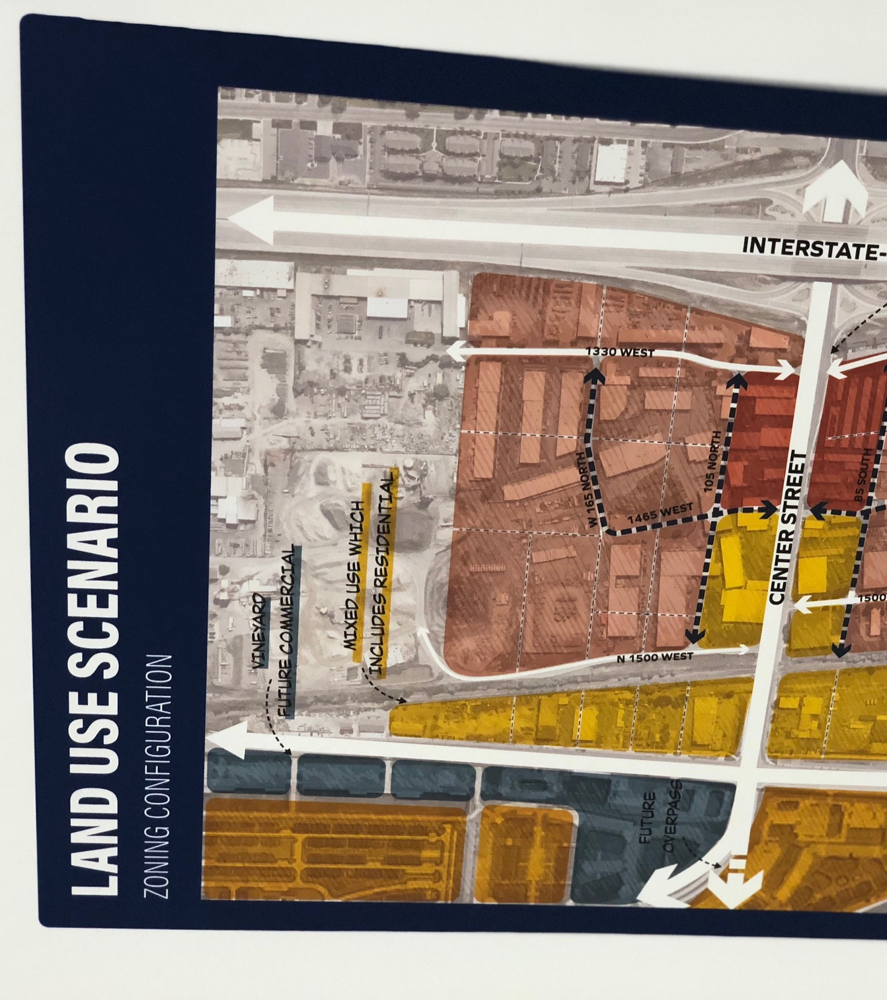 LAND USE SCENARIO
ZONING CONFIGURATION
VINEYARD
FUTURE COMMERCIAL
MIXED USE WHICH
INCLUDES RESIDENTIAL
INTERSTATE-
1330 WEST
W 165 NORTH
105 NORTH
1465 WEST
85 SOUTH
CENTER STREET
1500
N 1500 WEST
FUTURE
OVERPASS